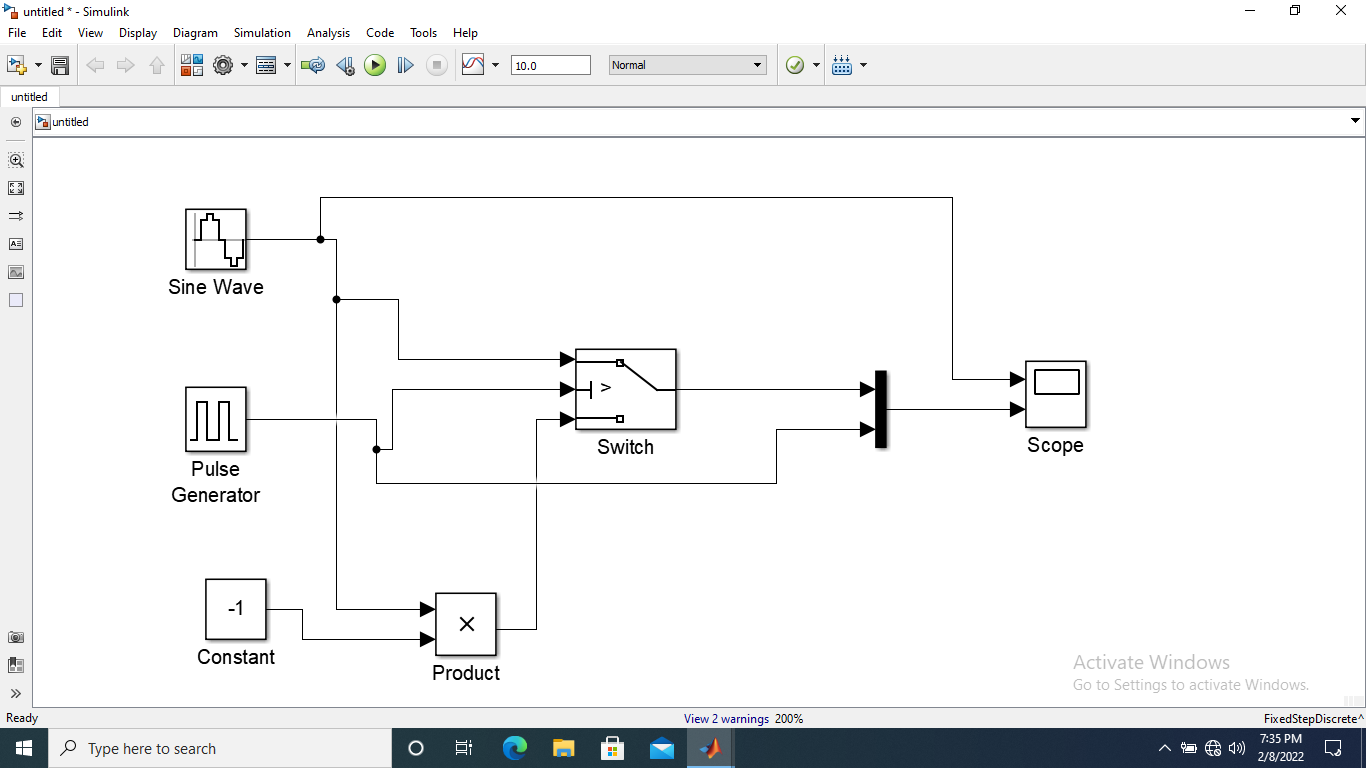 untitled * - Simulink
File Edit View Display Diagram Simulation Analysis Code Tools Help
10.0 Normal
untitled
untitled
Sine Wave
>
Switch
Pulse
Generator
Scope
-1
Constant
×
Product
Activate Windows
Go to Settings to activate Windows.
Ready View 2 warnings 200% FixedStepDiscrete^
Type here to search
7:35 PM
2/8/2022